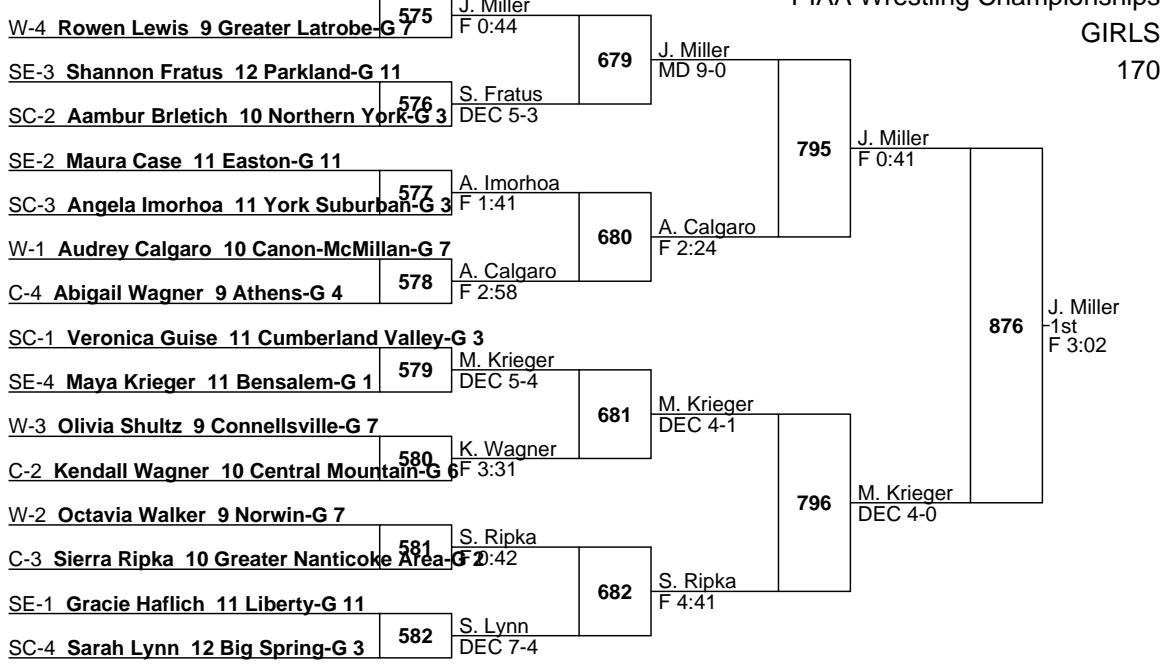 PIAA Wrestling Championships
GIRLS
170
W-4 Rowen Lewis 9 Greater Latrobe-G 7
SE-3 Shannon Fratus 12 Parkland-G 11
SC-2 Aambur Brletich 10 Northern York-G 3
SE-2 Maura Case 11 Easton-G 11
SC-3 Angela Imorhoa 11 York Suburban-G 3
W-1 Audrey Calgaro 10 Canon-McMillan-G 7
C-4 Abigail Wagner 9 Athens-G 4
SC-1 Veronica Guise 11 Cumberland Valley-G 3
SE-4 Maya Krieger 11 Bensalem-G 1
W-3 Olivia Shultz 9 Connellsville-G 7
C-2 Kendall Wagner 10 Central Mountain-G 6
W-2 Octavia Walker 9 Norwin-G 7
C-3 Sierra Ripka 10 Greater Nanticoke Area-G 2
SE-1 Gracie Haflich 11 Liberty-G 11
SC-4 Sarah Lynn 12 Big Spring-G 3
575
576
577
578
579
580
581
582
J. Miller
F 0:44
S. Fratus
DEC 5-3
A. Imorhoa
F 1:41
A. Calgaro
F 2:58
M. Krieger
DEC 5-4
K. Wagner
F 3:31
S. Ripka
F 0:42
S. Lynn
DEC 7-4
679
680
681
682
J. Miller
MD 9-0
A. Calgaro
F 2:24
M. Krieger
DEC 4-1
S. Ripka
F 4:41
795
796
J. Miller
F 0:41
M. Krieger
DEC 4-0
876
J. Miller
1st
F 3:02